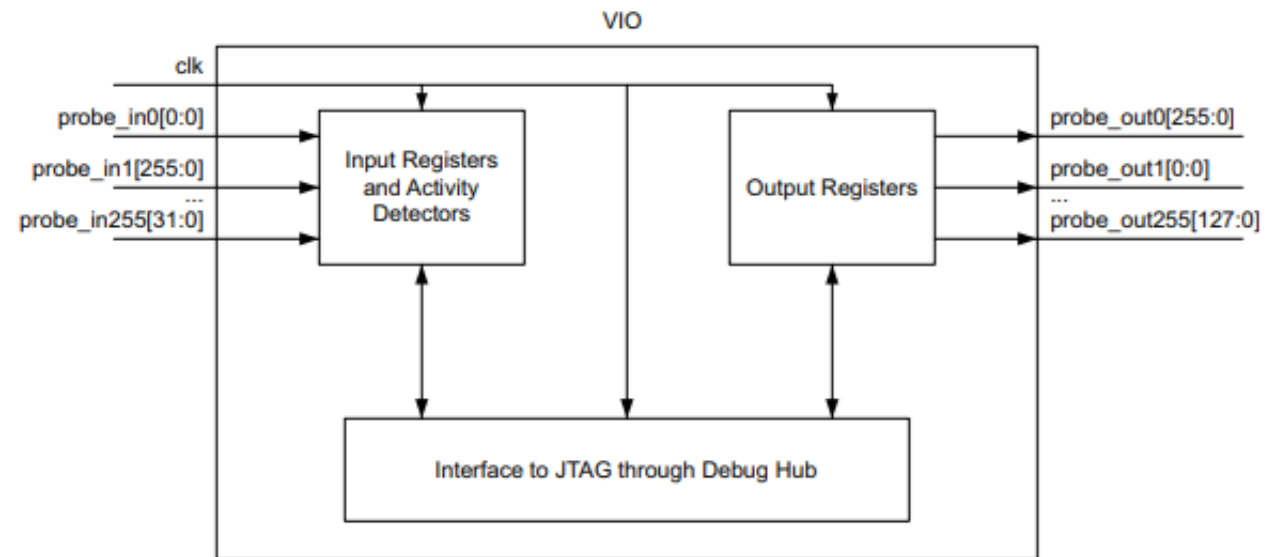 VIO
clk
probe_in0[0:0]
probe_in1[255:0]
...
probe_in255[31:0]
Input Registers
and Activity
Detectors
Output Registers
probe_out0[255:0]
probe_out1[0:0]
...
probe_out255[127:0]
Interface to JTAG through Debug Hub